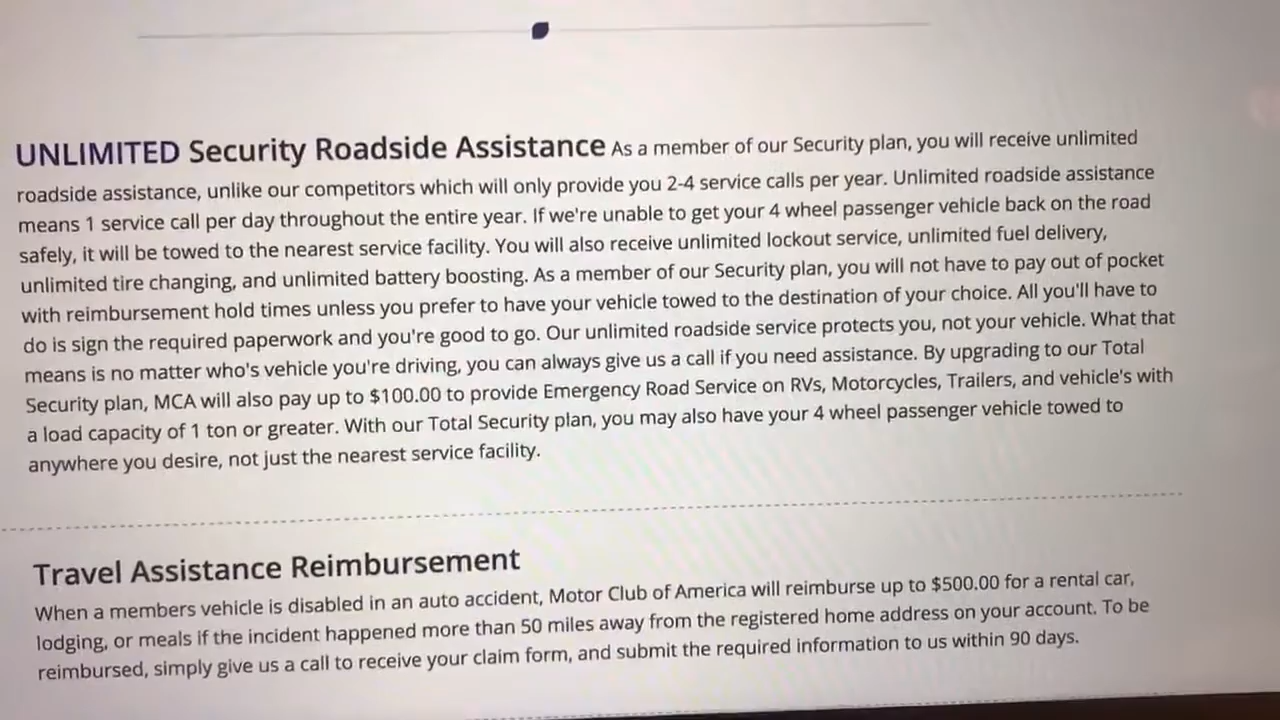 UNLIMITED Security Roadside Assistance As a member of our Security plan, you will receive unlimited
roadside assistance, unlike our competitors which will only provide you 2-4 service calls per year. Unlimited roadside assistance
means 1 service call per day throughout the entire year. If we're unable to get your 4 wheel passenger vehicle back on the road
safely, it will be towed to the nearest service facility. You will also receive unlimited lockout service, unlimited fuel delivery,
unlimited tire changing, and unlimited battery boosting. As a member of our Security plan, you will not have to pay out of pocket
with reimbursement hold times unless you prefer to have your vehicle towed to the destination of your choice. All you'll have to
do is sign the required paperwork and you're good to go. Our unlimited roadside service protects you, not your vehicle. What that
means is no matter who's vehicle you're driving, you can always give us a call if you need assistance. By upgrading to our Total
Security plan, MCA will also pay up to $100.00 to provide Emergency Road Service on RVs, Motorcycles, Trailers, and vehicle's with
a load capacity of 1 ton or greater. With our Total Security plan, you may also have your 4 wheel passenger vehicle towed to
anywhere you desire, not just the nearest service facility.
Travel Assistance Reimbursement
When a members vehicle is disabled in an auto accident, Motor Club of America will reimburse up to $500.00 for a rental car,
lodging, or meals if the incident happened more than 50 miles away from the registered home address on your account. To be
reimbursed, simply give us a call to receive your claim form, and submit the required information to us within 90 days.